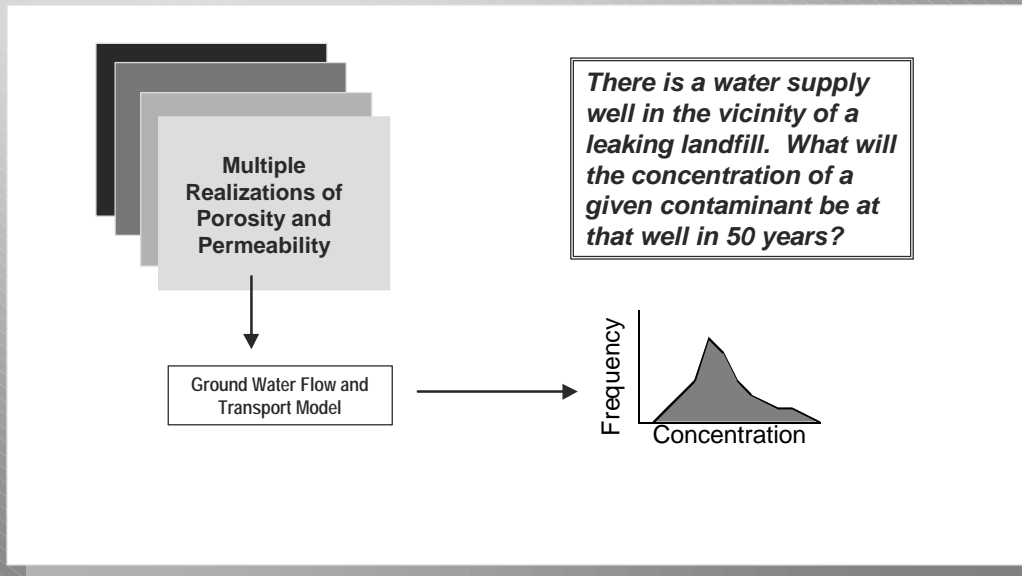 Multiple
Realizations of
Porosity and
Permeability
There is a water supply
well in the vicinity of a
leaking landfill. What will
the concentration of a
given contaminant be at
that well in 50 years?
Ground Water Flow and
Transport Model
Frequency
Concentration